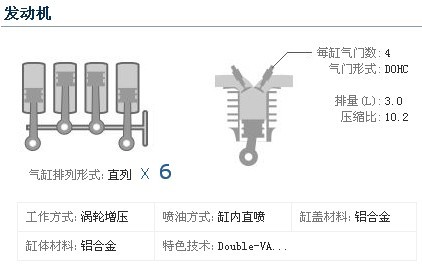 发动机
每缸气门数: 4
气门形式: DOHC
排量(L): 3.0
压缩比: 10.2
气缸排列形式: 直列 X 6
工作方式: 涡轮增压 喷油方式: 缸内直喷 缸盖材料: 铝合金
缸体材料: 铝合金 特色技术: Double-VA...